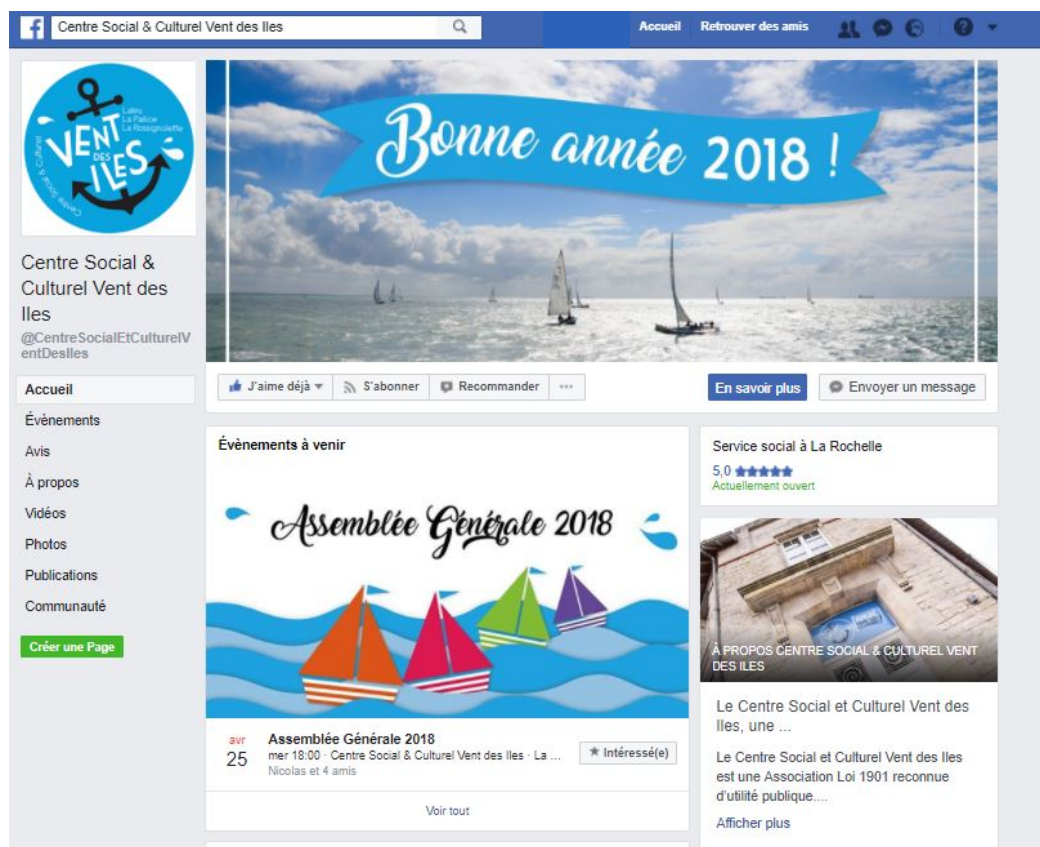 Centre Social & Culturel Vent des Iles
Accueil
Retrouver des amis
Laleu
La Pallice
La Rossignolette
VENT
DES
ILES
Centre Social & Culturel
Bonne année 2018 !
Centre Social &
Culturel Vent des
Iles
@CentreSocialEtCulturelV
entDesIles
J'aime déjà
S'abonner
Recommander
En savoir plus
Envoyer un message
Accueil
Évènements
Avis
À propos
Vidéos
Photos
Publications
Communauté
Créer une Page
Évènements à venir
Assemblée Générale 2018
avr
25
Assemblée Générale 2018
mer 18:00 · Centre Social & Culturel Vent des Iles · La ...
Nicolas et 4 amis
Intéressé(e)
Voir tout
Service social à La Rochelle
5,0
Actuellement ouvert
À PROPOS CENTRE SOCIAL & CULTUREL VENT
DES ILES
Le Centre Social et Culturel Vent des
Iles, une ...
Le Centre Social et Culturel Vent des Iles
est une Association Loi 1901 reconnue
d'utilité publique....
Afficher plus